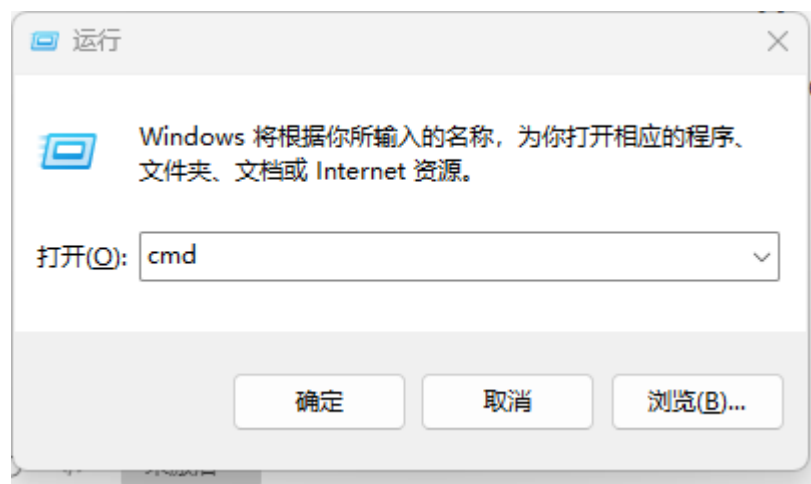 运行
Windows 将根据你所输入的名称，为你打开相应的程序、
文件夹、文档或 Internet 资源。
打开(O): cmd
确定 取消 浏览(B)...